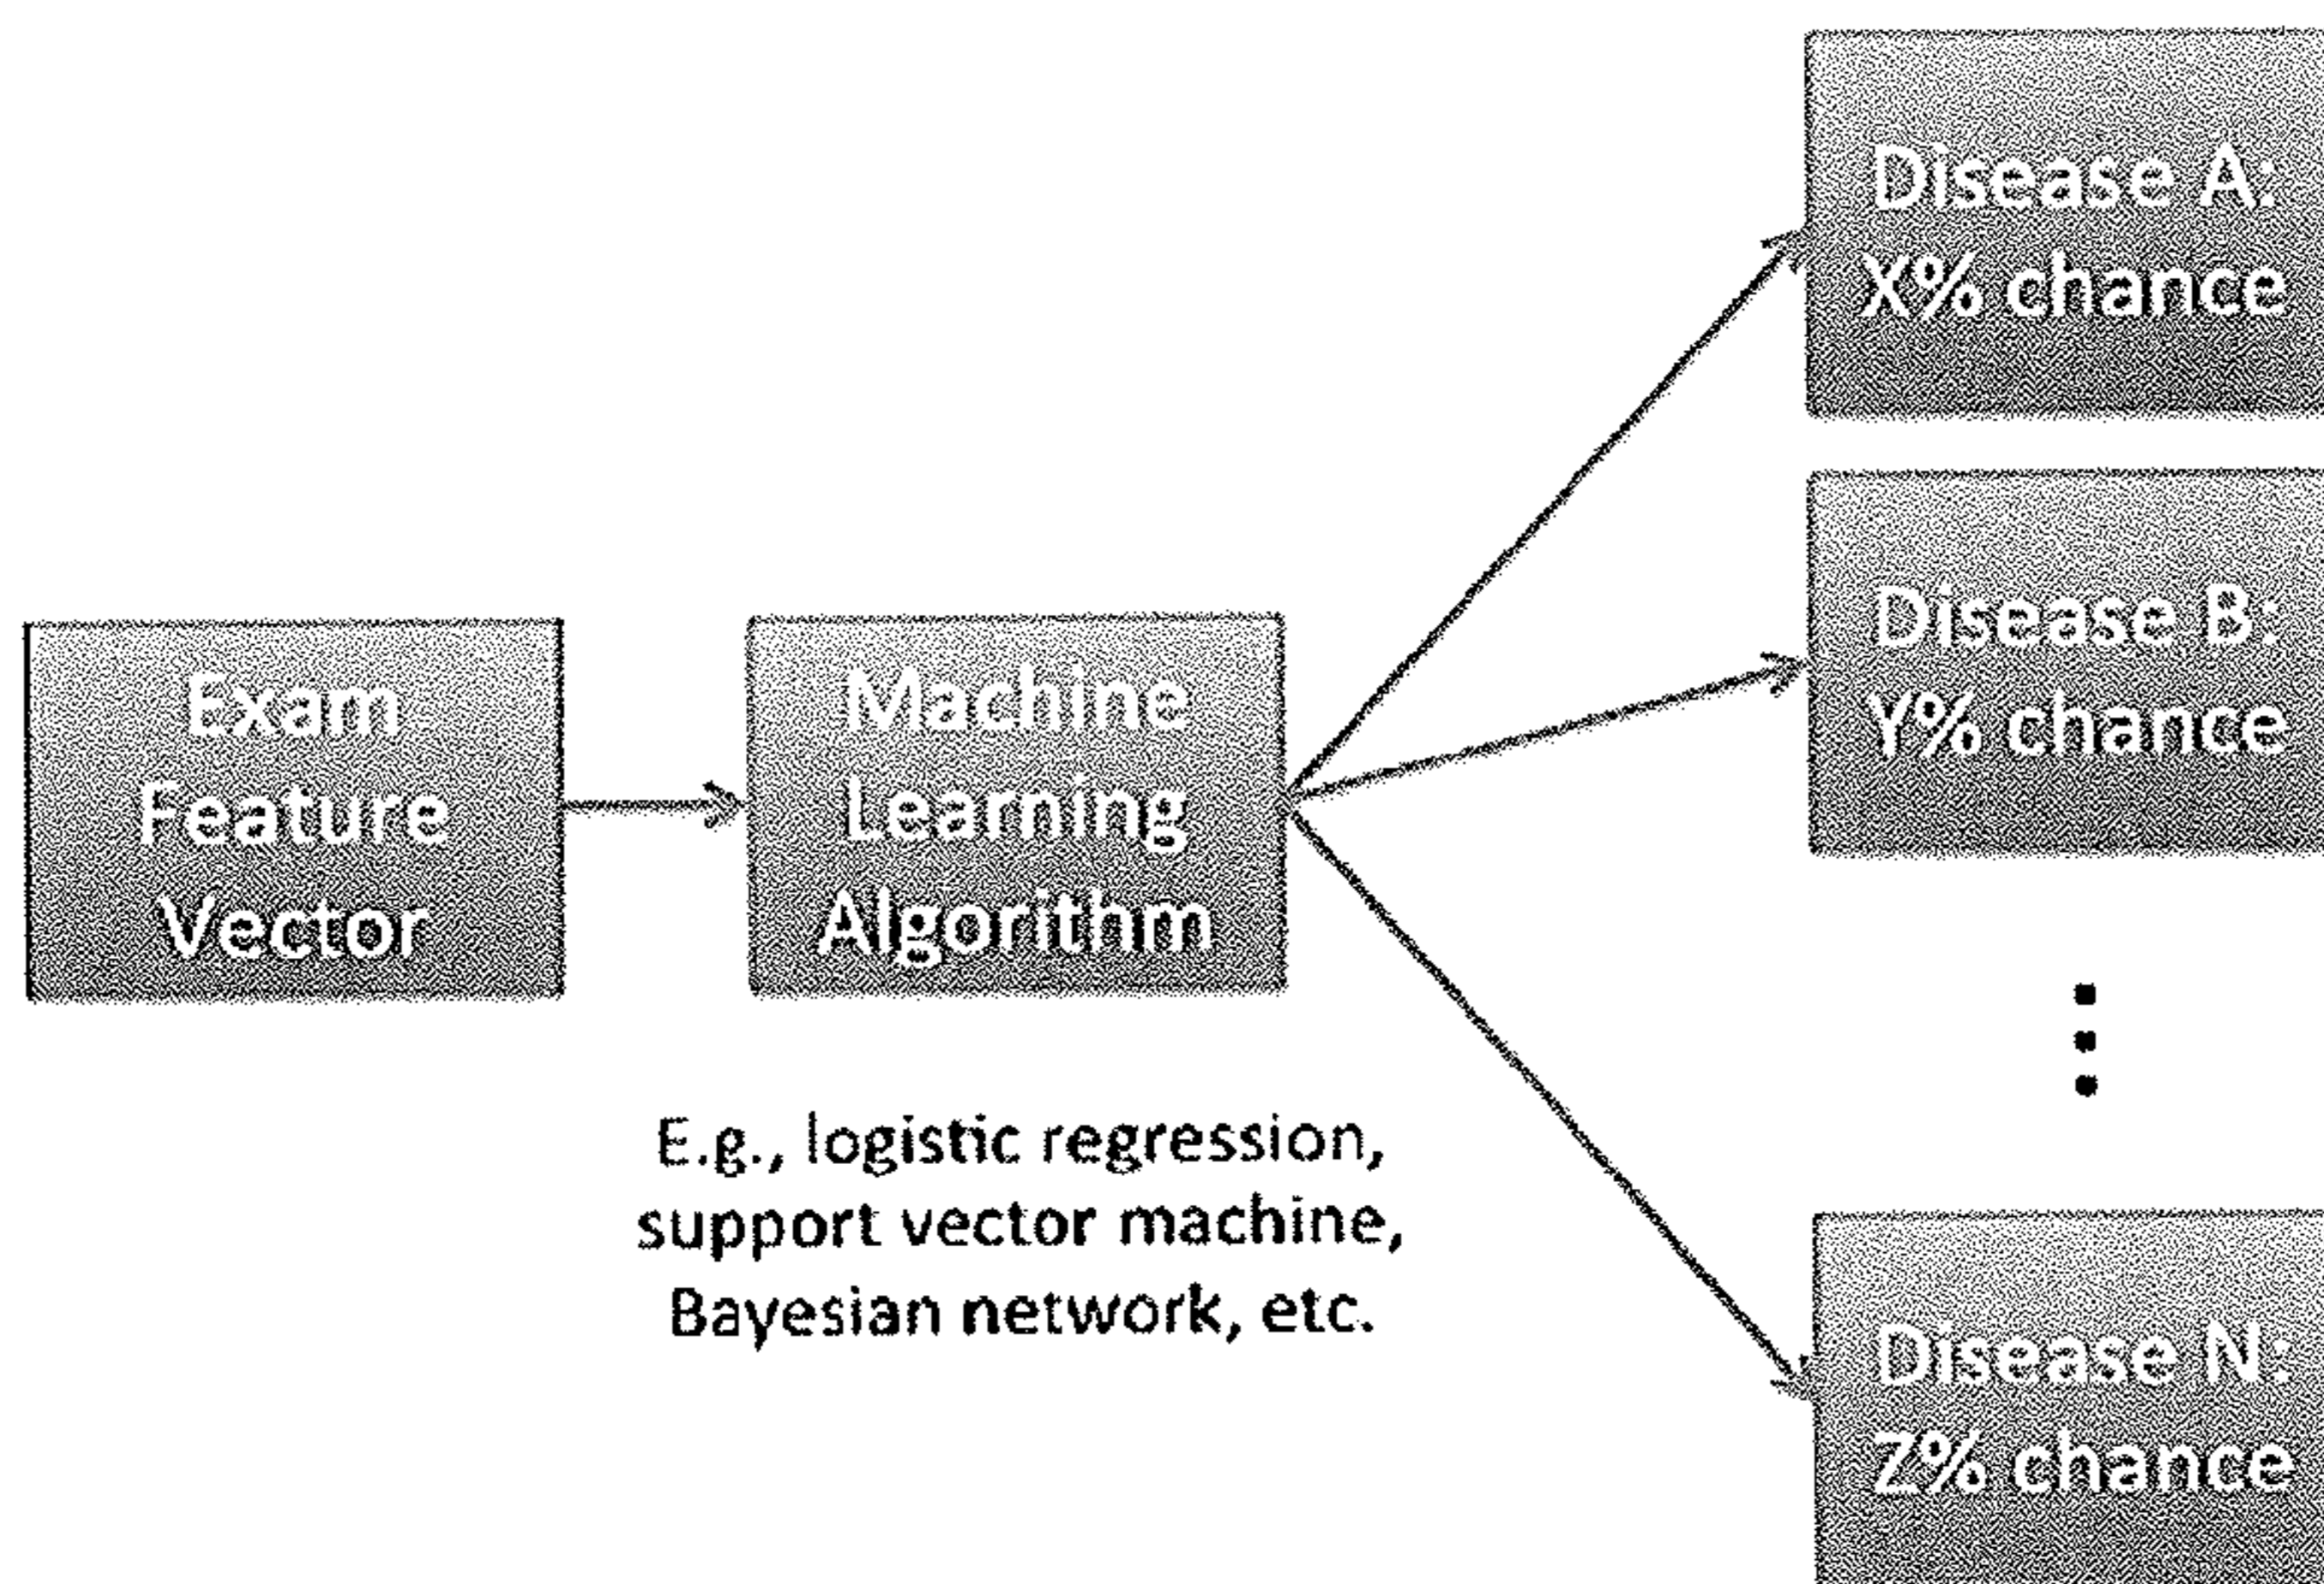 Exam
Feature
Vector
Machine
Learning
Algorithm
E.g., logistic regression,
support vector machine,
Bayesian network, etc.
Disease A:
X% chance
Disease B:
Y% chance
Disease N:
Z% chance